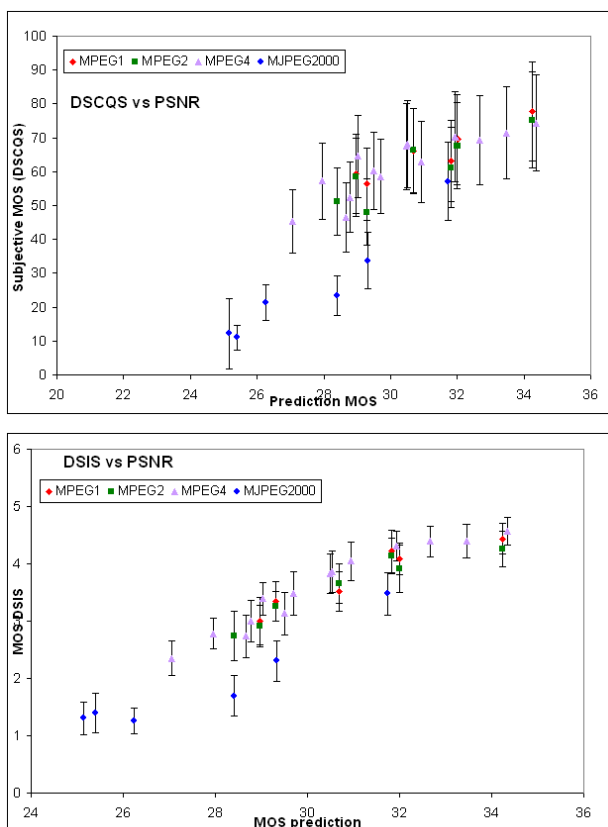 100
90
80
70
60
50
40
30
20
10
0
Subjective MOS (DSCQS)
MPEG1 MPEG2 MPEG4 MJPEG2000
DSCQS vs PSNR
20 22 24 26 28 30 32 34 36
Prediction MOS
DSIS vs PSNR
MPEG1 MPEG2 MPEG4 MJPEG2000
6
5
4
3
2
1
0
MOS DSIS
24 26 28 30 32 34 36
MOS prediction